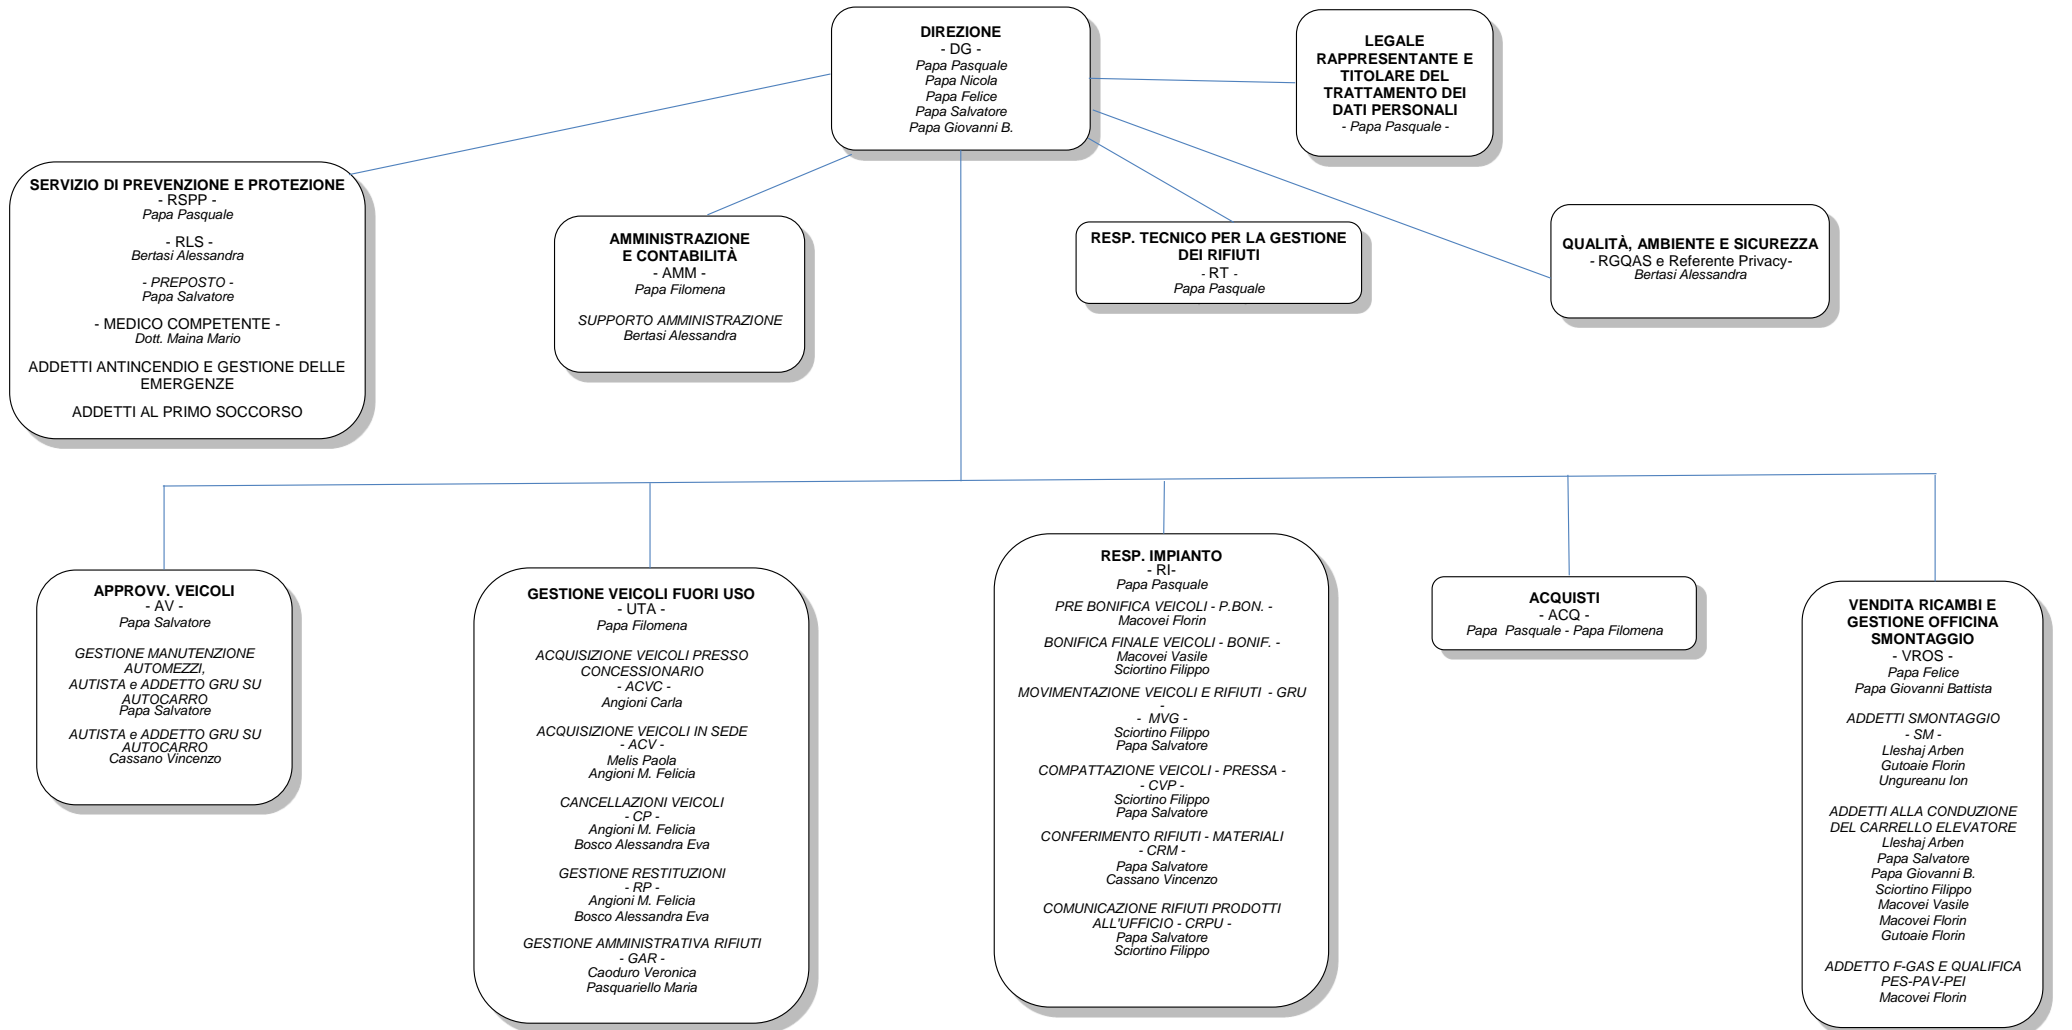 DIREZIONE
- DG -
Papa Pasquale
Papa Nicola
Papa Felice
Papa Salvatore
Papa Giovanni B.
LEGALE
RAPPRESENTANTE E
TITOLARE DEL
TRATTAMENTO DEI
DATI PERSONALI
- Papa Pasquale -
SERVIZIO DI PREVENZIONE E PROTEZIONE
- RSPP -
Papa Pasquale
- RLS -
Bertasi Alessandra
- PREPOSTO -
Papa Salvatore
- MEDICO COMPETENTE -
Dott. Maina Mario
ADDETTI ANTINCENDIO E GESTIONE DELLE
EMERGENZE
ADDETTI AL PRIMO SOCCORSO
AMMINISTRAZIONE
E CONTABILITÀ
- AMM -
Papa Filomena
SUPPORTO AMMINISTRAZIONE
Bertasi Alessandra
RESP. TECNICO PER LA GESTIONE
DEI RIFIUTI
- RT -
Papa Pasquale
QUALITÀ, AMBIENTE E SICUREZZA
- RGQAS e Referente Privacy-
Bertasi Alessandra
APPROVV. VEICOLI
- AV -
Papa Salvatore
GESTIONE MANUTENZIONE
AUTOMEZZI,
AUTISTA e ADDETTO GRU SU
AUTOCARRO
Papa Salvatore
AUTISTA e ADDETTO GRU SU
AUTOCARRO
Cassano Vincenzo
GESTIONE VEICOLI FUORI USO
- UTA -
Papa Filomena
ACQUISIZIONE VEICOLI PRESSO
CONCESSIONARIO
- ACVC -
Angioni Carla
ACQUISIZIONE VEICOLI IN SEDE
- ACV -
Melis Paola
Angioni M. Felicia
CANCELLAZIONI VEICOLI
- CP -
Angioni M. Felicia
Bosco Alessandra Eva
GESTIONE RESTITUZIONI
- RP -
Angioni M. Felicia
Bosco Alessandra Eva
GESTIONE AMMINISTRATIVA RIFIUTI
- GAR -
Caoduro Veronica
Pasquariello Maria
RESP. IMPIANTO
- RI-
Papa Pasquale
PRE BONIFICA VEICOLI - P.BON. -
Macovei Florin
BONIFICA FINALE VEICOLI - BONIF. -
Macovei Vasile
Sciortino Filippo
MOVIMENTAZIONE VEICOLI E RIFIUTI - GRU
-
- MVG -
Sciortino Filippo
Papa Salvatore
COMPATTAZIONE VEICOLI - PRESSA -
- CVP -
Sciortino Filippo
Papa Salvatore
CONFERIMENTO RIFIUTI - MATERIALI
- CRM -
Papa Salvatore
Cassano Vincenzo
COMUNICAZIONE RIFIUTI PRODOTTI
ALL'UFFICIO - CRPU -
Papa Salvatore
Sciortino Filippo
ACQUISTI
- ACQ -
Papa Pasquale - Papa Filomena
VENDITA RICAMBI E
GESTIONE OFFICINA
SMONTAGGIO
- VROS -
Papa Felice
Papa Giovanni Battista
ADDETTI SMONTAGGIO
- SM -
Lleshaj Arben
Gutoaie Florin
Ungureanu Ion
ADDETTI ALLA CONDUZIONE
DEL CARRELLO ELEVATORE
Lleshaj Arben
Papa Salvatore
Papa Giovanni B.
Sciortino Filippo
Macovei Vasile
Macovei Florin
Gutoaie Florin
ADDETTO F-GAS E QUALIFICA
PES-PAV-PEI
Macovei Florin